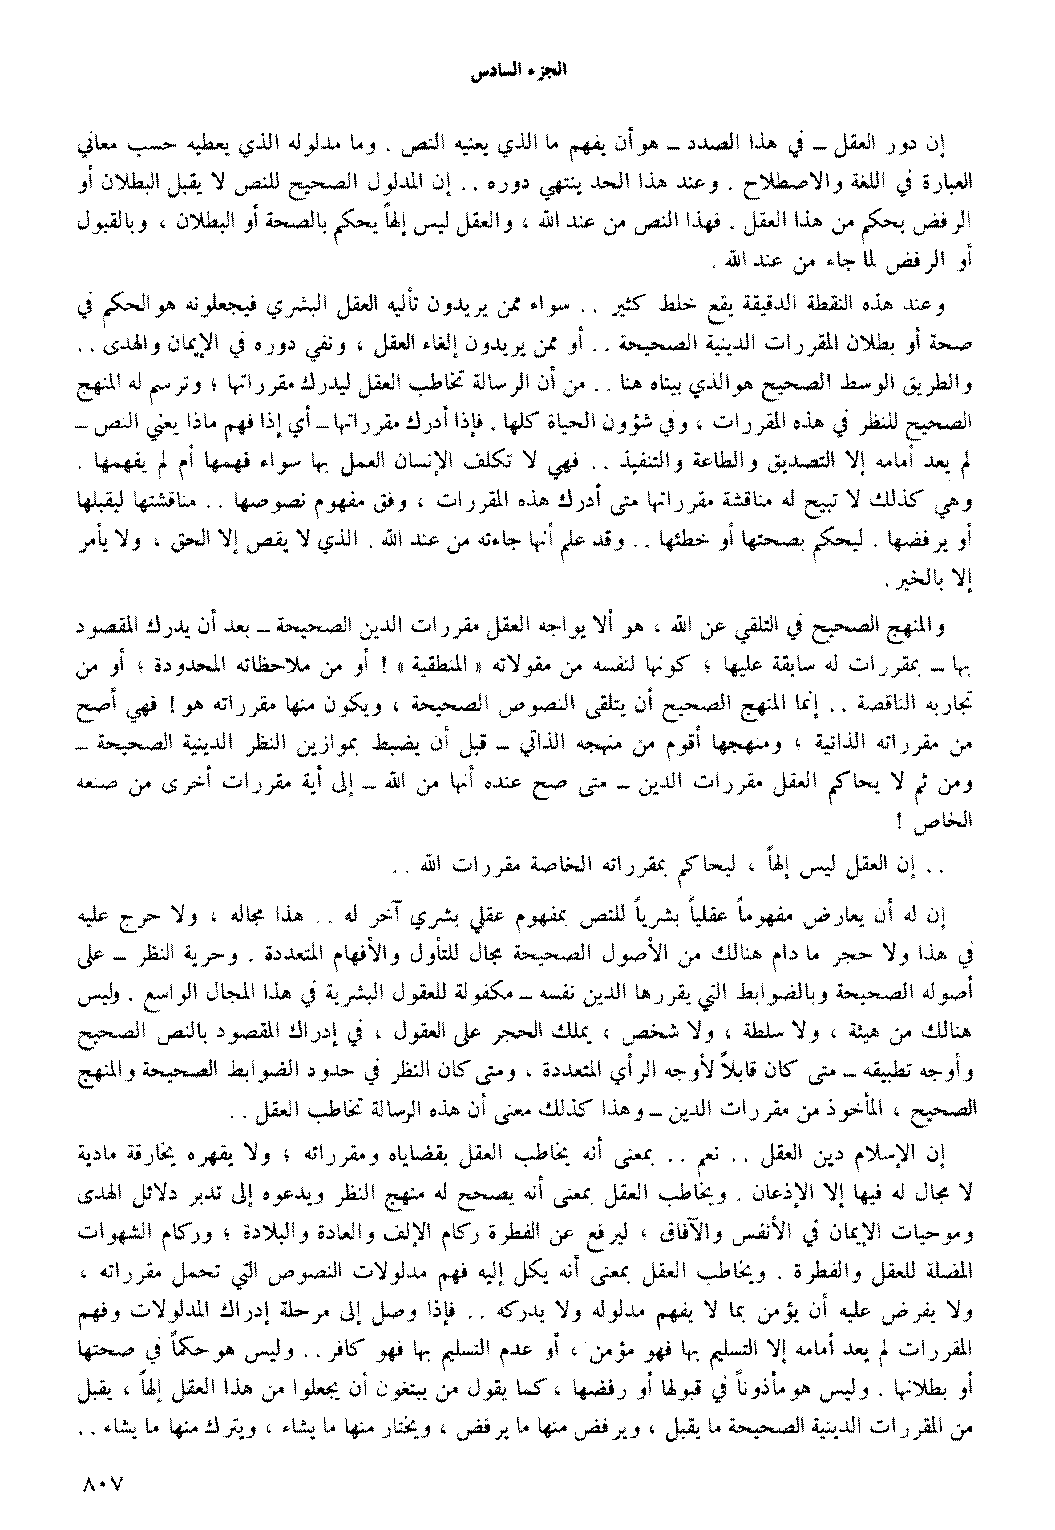 الجزء السادس
إن دور العقل – في هذا الصدد – هو أن يفهم ما الذي يعنيه النص . وما مدلوله الذي يعطيه حسب معاني
العبارة في اللغة والاصطلاح . وعند هذا الحد ينتهي دوره .. إن المدلول الصحيح للنص لا يقبل البطلان أو
الرفض بحكم من هذا العقل . فهذا النص من عند الله ، والعقل ليس إلهاً يحكم بالصحة أو البطلان ، وبالقبول
أو الرفض لما جاء من عند الله .
وعند هذه النقطة الدقيقة يقع خلط كثير .. سواء ممن يريدون تأليه العقل البشري فيجعلونه هو الحكم في
صحة أو بطلان المقررات الدينية الصحيحة .. أو ممن يريدون إلغاء العقل ، ونفي دوره في الإيمان والهدى ..
والطريق الوسط الصحيح هو الذي بيناه هنا .. من أن الرسالة تخاطب العقل ليدرك مقرراتها ؛ وترسم له المنهج
الصحيح للنظر في هذه المقررات ، وفي شؤون الحياة كلها . فإذا أدرك مقرراتها – أي إذا فهم ماذا يعني النص –
لم يعد أمامه إلا التصديق والطاعة والتنفيذ .. فهي لا تكلف الإنسان العمل بها سواء فهمها أم لم يفهمها .
وهي كذلك لا تبيح له مناقشة مقرراتها متى أدرك هذه المقررات ، وفق مفهوم نصوصها .. مناقشتها ليقبلها
أو يرفضها . ليحكم بصحتها أو خطئها .. وقد علم أنها جاءته من عند الله . الذي لا يقص إلا الحق ، ولا يأمر
إلا بالخير .
والمنهج الصحيح في التلقي عن الله ، هو ألا يواجه العقل مقررات الدين الصحيحة – بعد أن يدرك المقصود
بها – بمقررات له سابقة عليها ؛ كونها لنفسه من مقولاته « المنطقية » ! أو من ملاحظاته المحدودة ؛ أو من
تجاربه الناقصة .. إنما المنهج الصحيح أن يتلقى النصوص الصحيحة ، ويكون منها مقرراته هو ! فهي أصح
من مقرراته الذاتية ؛ ومنهجها أقوم من منهجه الذاتي – قبل أن يضبط بموازين النظر الدينية الصحيحة –
ومن ثم لا يحاكم العقل مقررات الدين – متى صح عنده أنها من الله – إلى أية مقررات أخرى من صنعه
الخاص !
.. إن العقل ليس إلهاً ، ليحاكم بمقرراته الخاصة مقررات الله ..
إن له أن يعارض مفهوماً عقلياً بشرياً للنص بمفهوم عقلي بشري آخر له .. هذا مجاله ، ولا حرج عليه
في هذا ولا حجر ما دام هنالك من الأصول الصحيحة مجال للتأول والأفهام المتعددة . وحرية النظر – على
أصوله الصحيحة وبالضوابط التي يقررها الدين نفسه – مكفولة للعقول البشرية في هذا المجال الواسع . وليس
هنالك من هيئة ، ولا سلطة ، ولا شخص ، يملك الحجر على العقول ، في إدراك المقصود بالنص الصحيح
وأوجه تطبيقه – متى كان قابلاً لأوجه الرأي المتعددة ، ومتى كان النظر في حدود الضوابط الصحيحة والمنهج
الصحيح ، المأخوذ من مقررات الدين – وهذا كذلك معنى أن هذه الرسالة تخاطب العقل ..
إن الإسلام دين العقل .. نعم .. بمعنى أنه يخاطب العقل بقضاياه ومقرراته ؛ ولا يقهره بخارقة مادية
لا مجال له فيها إلا الإذعان . ويخاطب العقل بمعنى أنه يصحح له منهج النظر ويدعوه إلى تدبر دلائل الهدى
وموحيات الإيمان في الأنفس والآفاق ؛ ليرفع عن الفطرة ركام الإلف والعادة والبلادة ؛ وركام الشهوات
المضلة للعقل والفطرة . ويخاطب العقل بمعنى أنه يكل إليه فهم مدلولات النصوص التي تحمل مقرراته ،
ولا يفرض عليه أن يؤمن بما لا يفهم مدلوله ولا يدركه .. فإذا وصل إلى مرحلة إدراك المدلولات وفهم
المقررات لم يعد أمامه إلا التسليم بها فهو مؤمن ، أو عدم التسليم بها فهو كافر .. وليس هو حكماً في صحتها
أو بطلانها . وليس هو مأذوناً في قبولها أو رفضها ، كما يقول من يبتغون أن يجعلوا من هذا العقل إلهاً ، يقبل
من المقررات الدينية الصحيحة ما يقبل ، ويرفض منها ما يرفض ، ويختار منها ما يشاء ، ويترك منها ما يشاء ..
٨٠٧